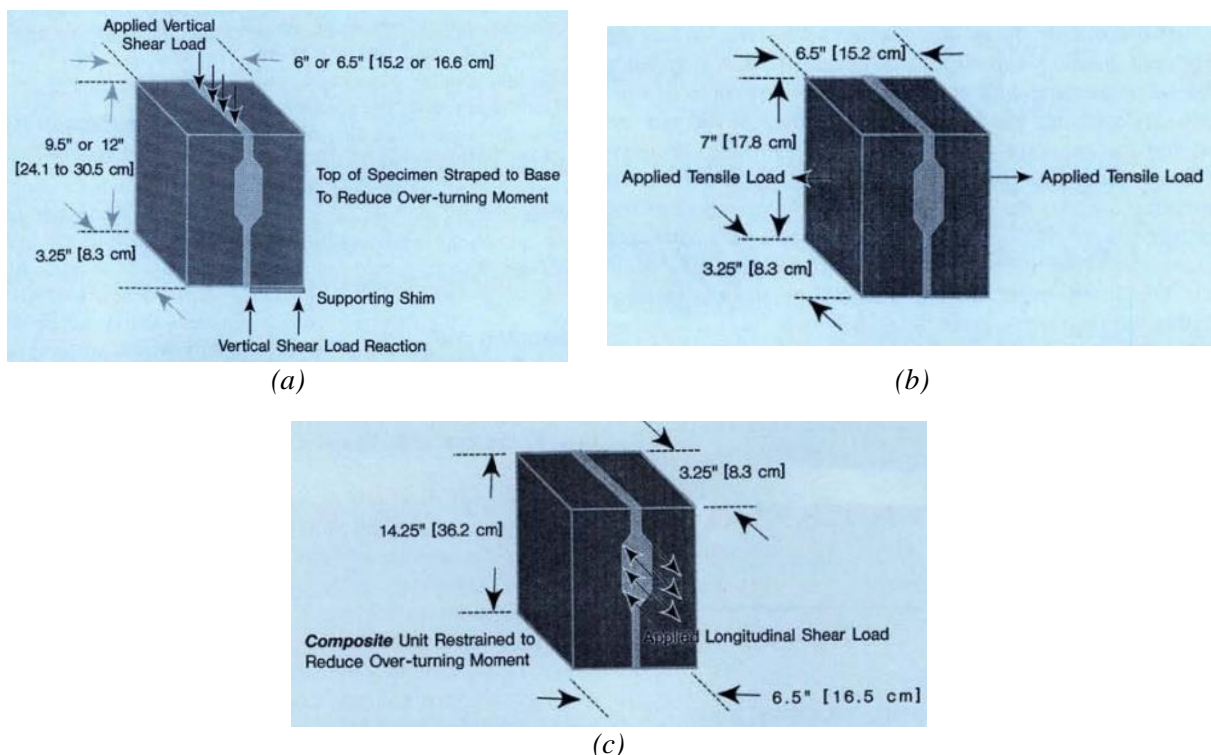 Applied Vertical
Shear Load
6" or 6.5" [15.2 or 16.6 cm]
9.5" or 12"
[24.1 to 30.5 cm]
Top of Specimen Straped to Base
To Reduce Over-turning Moment
3.25" [8.3 cm]
Supporting Shim
Vertical Shear Load Reaction
(a)
6.5" [15.2 cm]
7" [17.8 cm]
Applied Tensile Load
Applied Tensile Load
3.25" [8.3 cm]
(b)
3.25" [8.3 cm]
14.25" [36.2 cm]
Composite Unit Restrained to
Reduce Over-turning Moment
Applied Longitudinal Shear Load
6.5" [16.5 cm]
(c)